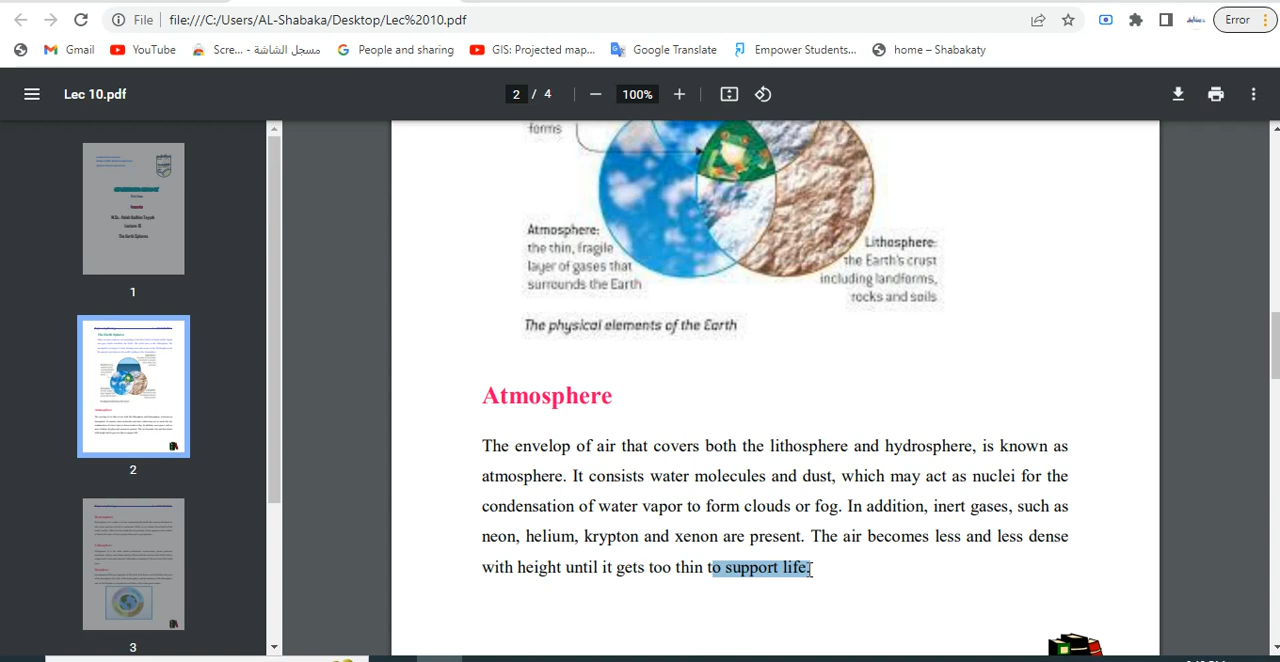 File file:///C:/Users/AL-Shabaka/Desktop/Lec%2010.pdf Error
Gmail YouTube Scre... - مسجل الشاشة People and sharing GIS: Projected map... Google Translate Empower Students... home – Shabakaty
Lec 10.pdf 2 / 4 100%
forms
Atmosphere:
the thin, fragile
layer of gases that
surrounds the Earth
Lithosphere:
the Earth's crust
including landforms,
rocks and soils
The physical elements of the Earth
Atmosphere
The envelop of air that covers both the lithosphere and hydrosphere, is known as
atmosphere. It consists water molecules and dust, which may act as nuclei for the
condensation of water vapor to form clouds or fog. In addition, inert gases, such as
neon, helium, krypton and xenon are present. The air becomes less and less dense
with height until it gets too thin to support life.
1
2
3